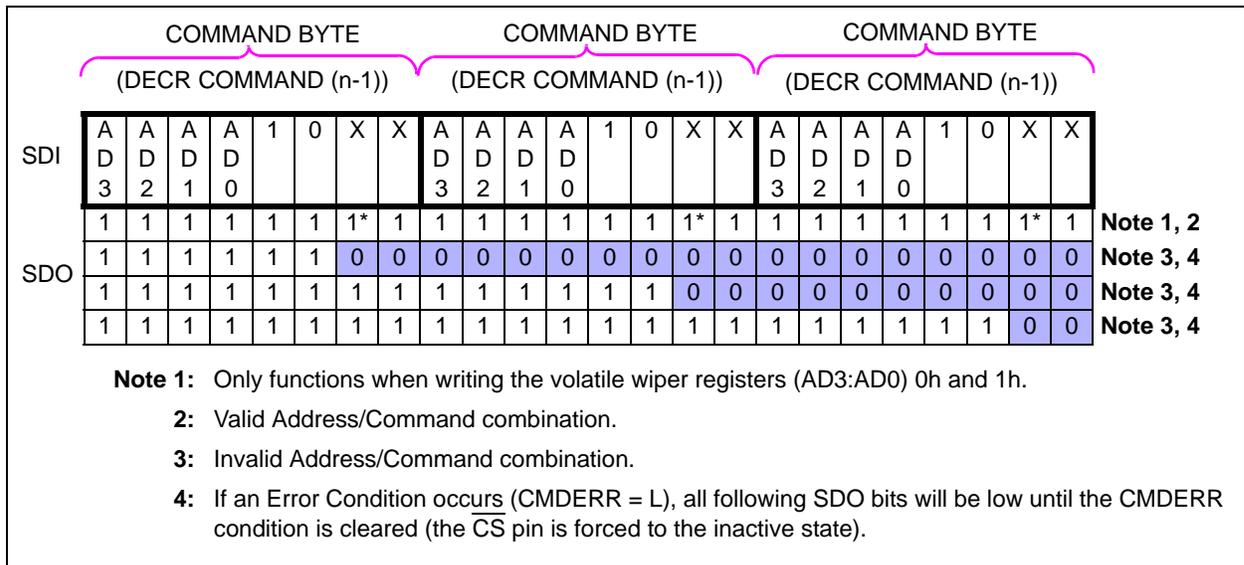 COMMAND BYTE COMMAND BYTE COMMAND BYTE
(DECR COMMAND (n-1)) (DECR COMMAND (n-1)) (DECR COMMAND (n-1))
A A A A 1 0 X X A A A A 1 0 X X A A A A 1 0 X X
SDI D D D D D D D D D D D D
3 2 1 0 3 2 1 0 3 2 1 0
1 1 1 1 1 1 1* 1 1 1 1 1 1 1 1* 1 1 1 1 1 1 1 1* 1 Note 1, 2
SDO 1 1 1 1 1 1 0 0 0 0 0 0 0 0 0 0 0 0 0 0 0 0 0 0 Note 3, 4
1 1 1 1 1 1 1 1 1 1 1 1 1 1 0 0 0 0 0 0 0 0 0 0 Note 3, 4
1 1 1 1 1 1 1 1 1 1 1 1 1 1 1 1 1 1 1 1 1 1 0 0 Note 3, 4
Note 1: Only functions when writing the volatile wiper registers (AD3:AD0) 0h and 1h.
2: Valid Address/Command combination.
3: Invalid Address/Command combination.
4: If an Error Condition occurs (CMDERR = L), all following SDO bits will be low until the CMDERR
condition is cleared (the CS pin is forced to the inactive state).